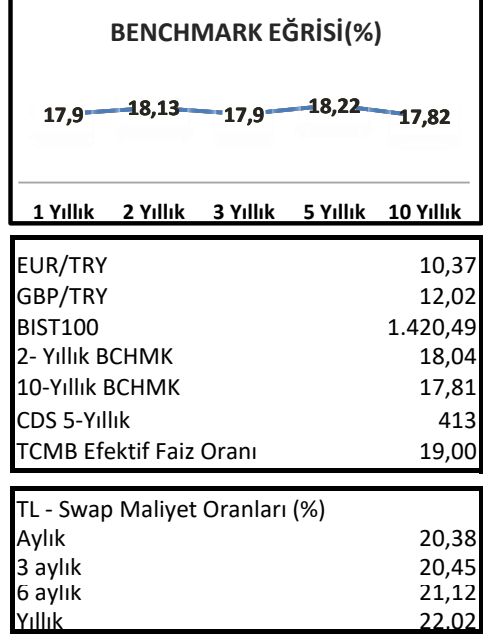 BENCHMARK EĞRİSİ(%)
17,9 18,13 17,9 18,22 17,82
1 Yıllık 2 Yıllık 3 Yıllık 5 Yıllık 10 Yıllık
EUR/TRY 10,37
GBP/TRY 12,02
BIST100 1.420,49
2- Yıllık BCHMK 18,04
10-Yıllık BCHMK 17,81
CDS 5-Yıllık 413
TCMB Efektif Faiz Oranı 19,00
TL - Swap Maliyet Oranları (%)
Aylık 20,38
3 aylık 20,45
6 aylık 21,12
Yıllık 22,02